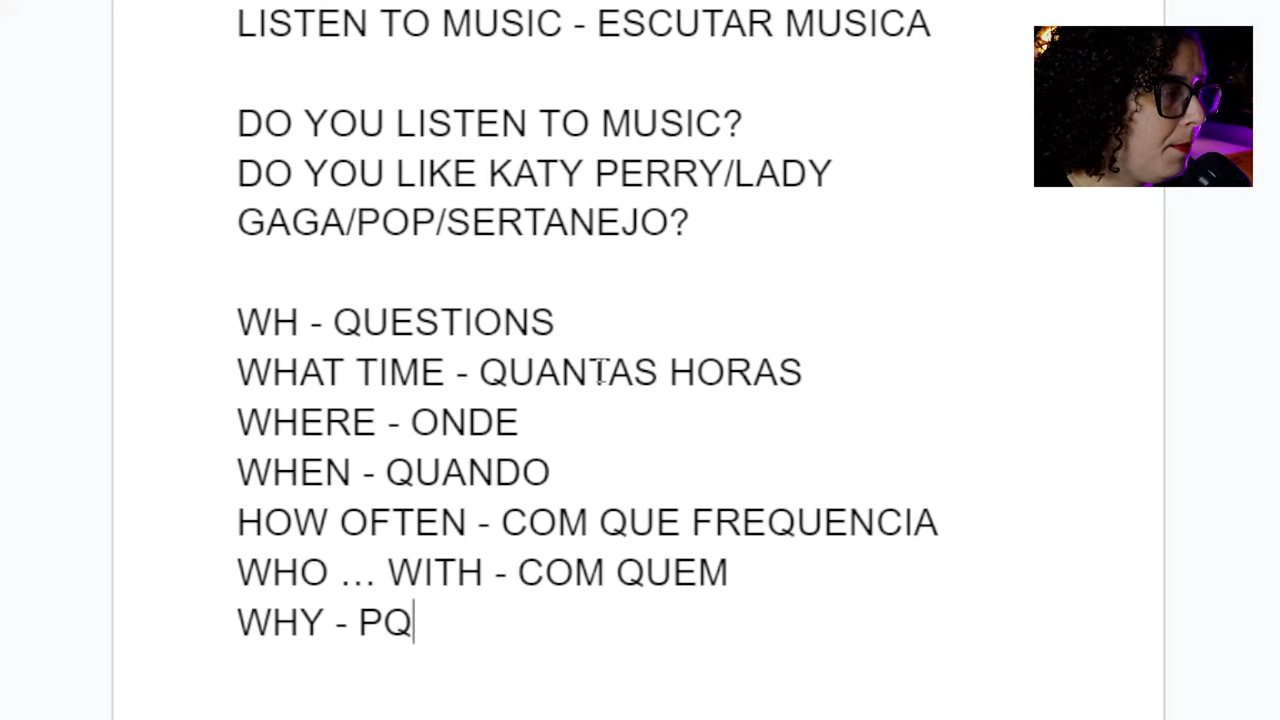 LISTEN TO MUSIC - ESCUTAR MUSICA
DO YOU LISTEN TO MUSIC?
DO YOU LIKE KATY PERRY/LADY
GAGA/POP/SERTANEJO?
WH - QUESTIONS
WHAT TIME - QUANTAS HORAS
WHERE - ONDE
WHEN - QUANDO
HOW OFTEN - COM QUE FREQUENCIA
WHO … WITH - COM QUEM
WHY - PQ